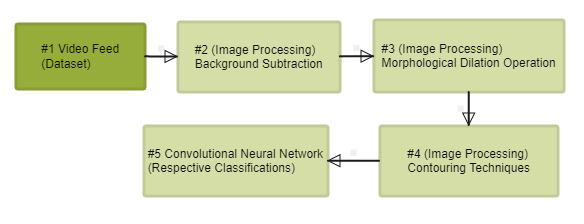 #1 Video Feed
(Dataset)
#2 (Image Processing)
Background Subtraction
#3 (Image Processing)
Morphological Dilation Operation
#4 (Image Processing)
Contouring Techniques
#5 Convolutional Neural Network
(Respective Classifications)